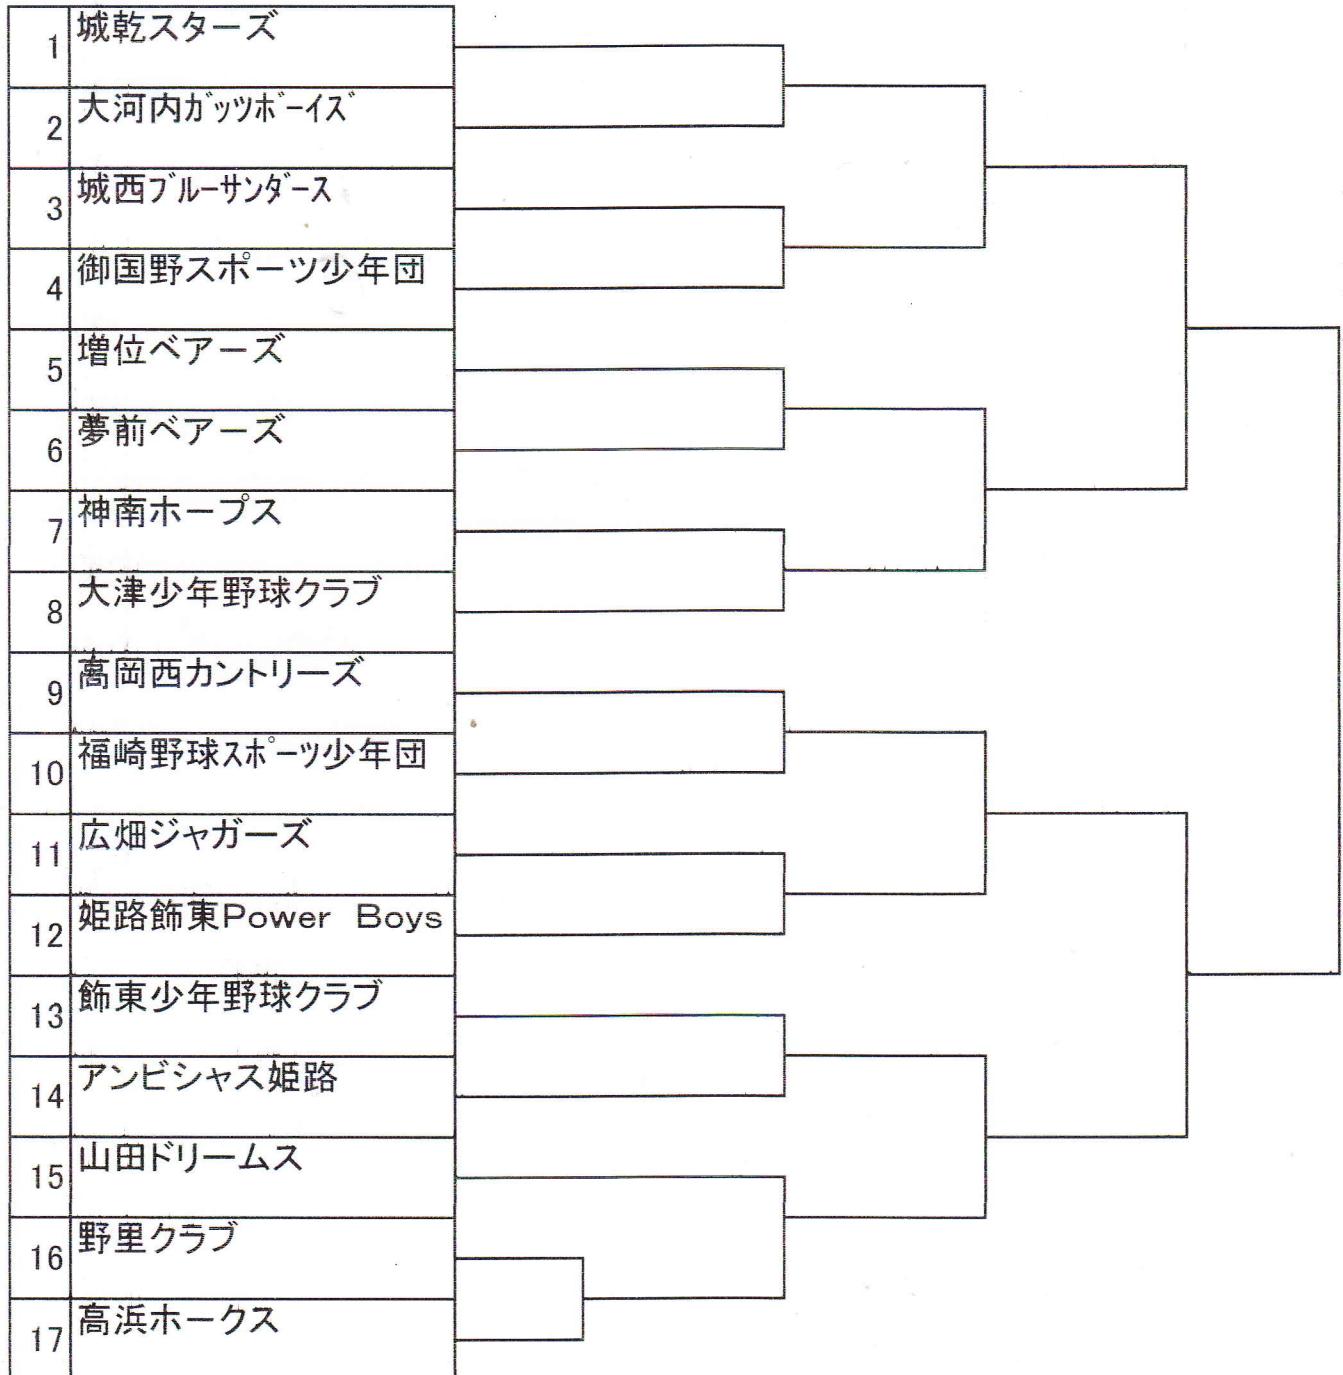 1 城乾スターズ
2 大河内ｶﾞｯﾂﾎﾞｰｲｽﾞ
3 城西ﾌﾞﾙｰｻﾝﾀﾞｰｽ
4 御国野スポーツ少年団
5 増位ベアーズ
6 夢前ベアーズ
7 神南ホープス
8 大津少年野球クラブ
9 高岡西カントリーズ
10 福崎野球ｽﾎﾟｰﾂ少年団
11 広畑ジャガーズ
12 姫路飾東Power　Boys
13 飾東少年野球クラブ
14 アンビシャス姫路
15 山田ドリームス
16 野里クラブ
17 高浜ホークス